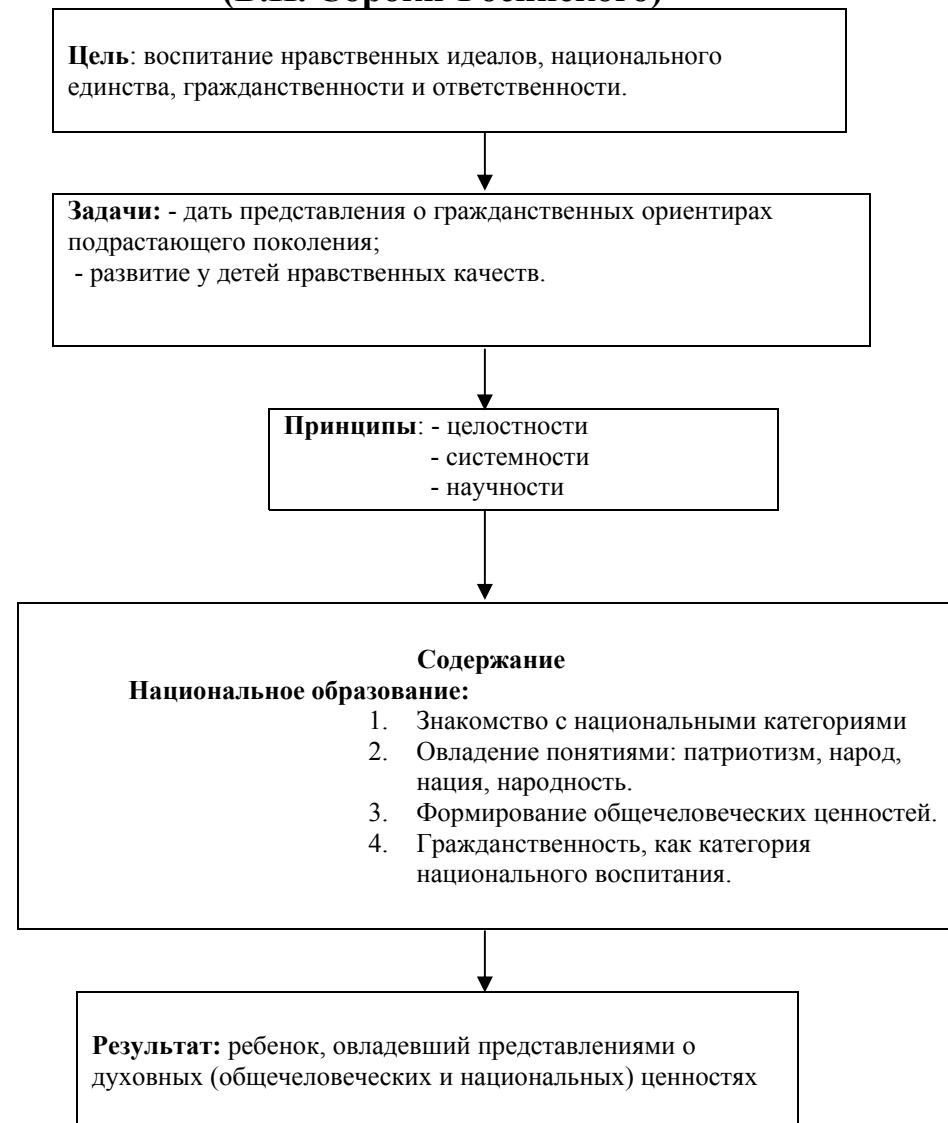 (В.Н. Сороки-Росинского)
Цель: воспитание нравственных идеалов, национального
единства, гражданственности и ответственности.
Задачи: - дать представления о гражданственных ориентирах
подрастающего поколения;
- развитие у детей нравственных качеств.
Принципы: - целостности
- системности
- научности
Содержание
Национальное образование:
1. Знакомство с национальными категориями
2. Овладение понятиями: патриотизм, народ,
нация, народность.
3. Формирование общечеловеческих ценностей.
4. Гражданственность, как категория
национального воспитания.
Результат: ребенок, овладевший представлениями о
духовных (общечеловеческих и национальных) ценностях